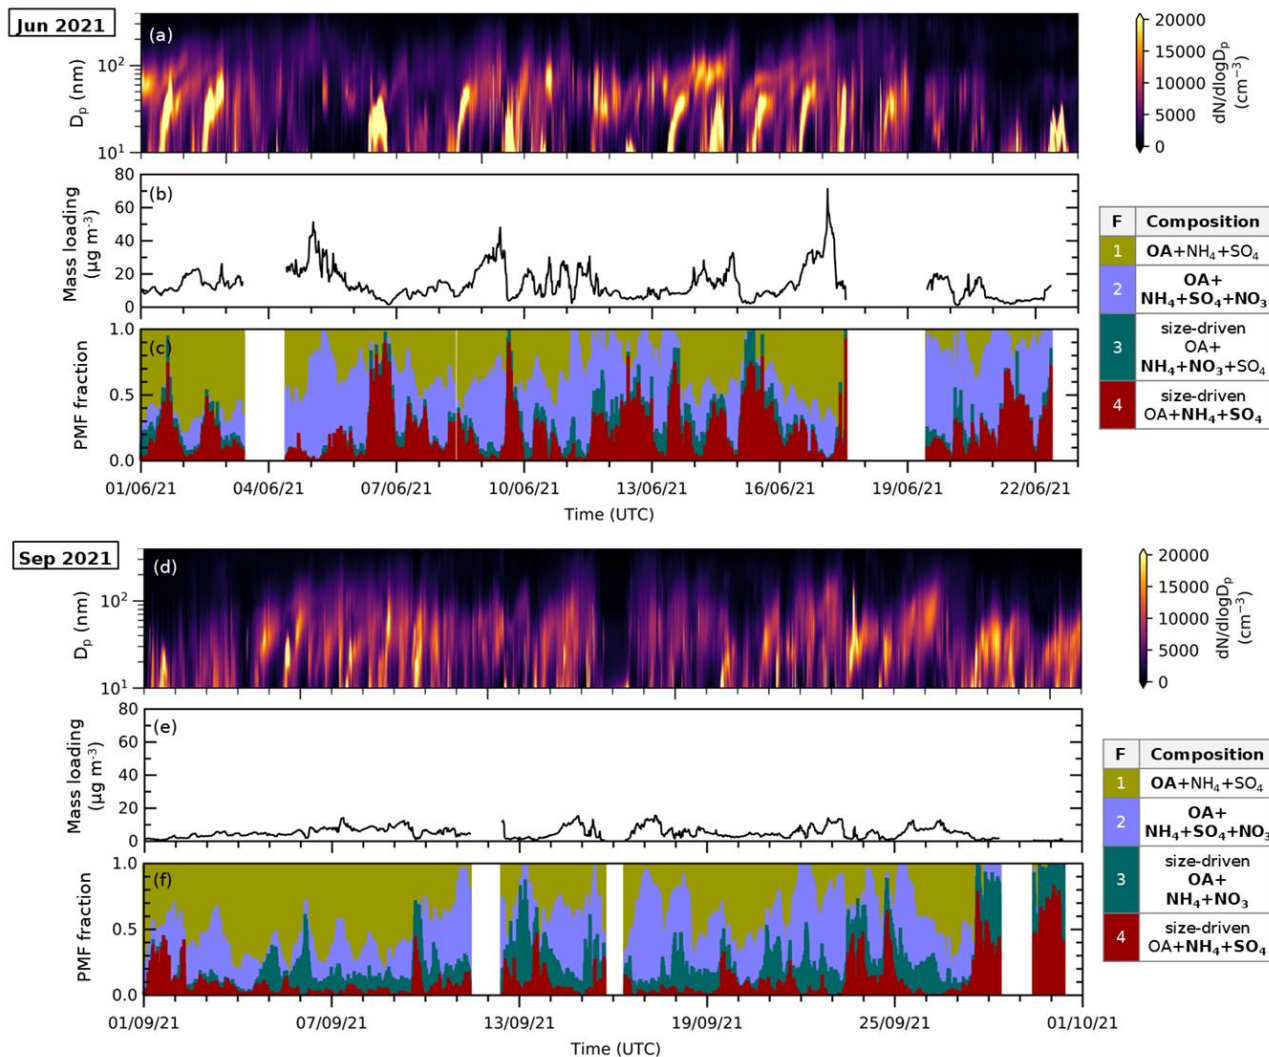 Jun 2021
(a)
10²
10¹
Dₚ (nm)
20000
15000
10000
5000
0
dN/dlogDₚ
(cm⁻³)
(b)
80
60
40
20
0
Mass loading
(µg m⁻³)
(c)
1.0
0.5
0.0
PMF fraction
01/06/21 04/06/21 07/06/21 10/06/21 13/06/21 16/06/21 19/06/21 22/06/21
Time (UTC)
F Composition
1 OA+NH₄+SO₄
2 OA+
NH₄+SO₄+NO₃
3 size-driven
OA+
NH₄+NO₃+SO₄
4 size-driven
OA+NH₄+SO₄
Sep 2021
(d)
10²
10¹
Dₚ (nm)
20000
15000
10000
5000
0
dN/dlogDₚ
(cm⁻³)
(e)
80
60
40
20
0
Mass loading
(µg m⁻³)
(f)
1.0
0.5
0.0
PMF fraction
01/09/21 07/09/21 13/09/21 19/09/21 25/09/21 01/10/21
Time (UTC)
F Composition
1 OA+NH₄+SO₄
2 OA+
NH₄+SO₄+NO₃
3 size-driven
OA+
NH₄+NO₃
4 size-driven
OA+NH₄+SO₄